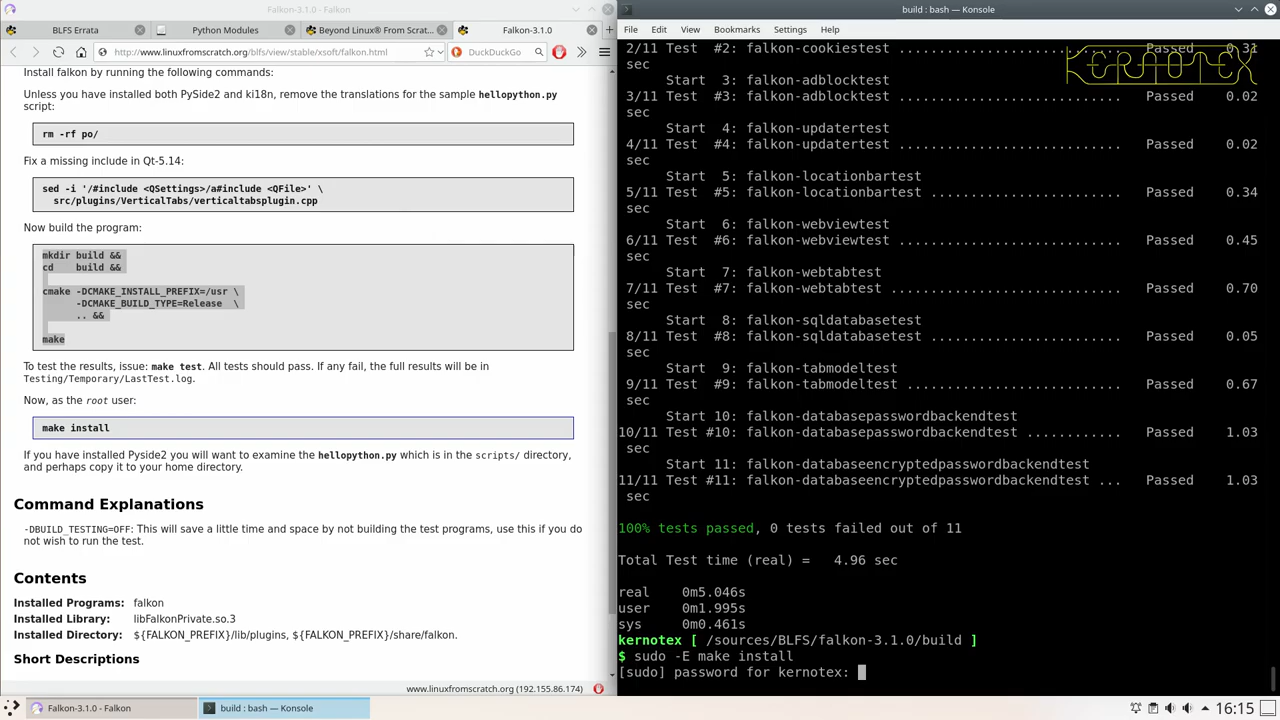 Falkon-3.1.0 - Falkon
BLFS Errata
Python Modules
Beyond Linux® From Scrat...
Falkon-3.1.0
http://www.linuxfromscratch.org/blfs/view/stable/xsoft/falkon.html
DuckDuckGo
Install falkon by running the following commands:
Unless you have installed both PySide2 and ki18n, remove the translations for the sample hellopython.py
script:
rm -rf po/
Fix a missing include in Qt-5.14:
sed -i '/#include <QSettings>/a#include <QFile>' \
src/plugins/VerticalTabs/verticaltabsplugin.cpp
Now build the program:
mkdir build &&
cd    build &&
cmake -DCMAKE_INSTALL_PREFIX=/usr \
-DCMAKE_BUILD_TYPE=Release  \
.. &&
make
To test the results, issue: make test. All tests should pass. If any fail, the full results will be in
Testing/Temporary/LastTest.log.
Now, as the root user:
make install
If you have installed Pyside2 you will want to examine the hellopython.py which is in the scripts/ directory,
and perhaps copy it to your home directory.
Command Explanations
-DBUILD_TESTING=OFF: This will save a little time and space by not building the test programs, use this if you do
not wish to run the test.
Contents
Installed Programs: falkon
Installed Library: libFalkonPrivate.so.3
Installed Directory: ${FALKON_PREFIX}/lib/plugins, ${FALKON_PREFIX}/share/falkon.
Short Descriptions
www.linuxfromscratch.org (192.155.86.174)
build : bash — Konsole
File Edit View Bookmarks Settings Help
KERNOTEX
2/11 Test  #2: falkon-cookiestest ............................   Passed    0.31
sec
Start  3: falkon-adblocktest
3/11 Test  #3: falkon-adblocktest ............................   Passed    0.02
sec
Start  4: falkon-updatertest
4/11 Test  #4: falkon-updatertest ............................   Passed    0.02
sec
Start  5: falkon-locationbartest
5/11 Test  #5: falkon-locationbartest ........................   Passed    0.34
sec
Start  6: falkon-webviewtest
6/11 Test  #6: falkon-webviewtest ............................   Passed    0.45
sec
Start  7: falkon-webtabtest
7/11 Test  #7: falkon-webtabtest .............................   Passed    0.70
sec
Start  8: falkon-sqldatabasetest
8/11 Test  #8: falkon-sqldatabasetest ........................   Passed    0.05
sec
Start  9: falkon-tabmodeltest
9/11 Test  #9: falkon-tabmodeltest ...........................   Passed    0.67
sec
Start 10: falkon-databasepasswordbackendtest
10/11 Test #10: falkon-databasepasswordbackendtest ............   Passed    1.03
sec
Start 11: falkon-databaseencryptedpasswordbackendtest
11/11 Test #11: falkon-databaseencryptedpasswordbackendtest ...   Passed    1.03
sec
100% tests passed, 0 tests failed out of 11
Total Test time (real) =   4.96 sec
real    0m5.046s
user    0m1.995s
sys     0m0.461s
kernotex [ /sources/BLFS/falkon-3.1.0/build ]
$ sudo -E make install
[sudo] password for kernotex:
Falkon-3.1.0 - Falkon
build : bash — Konsole
16:15